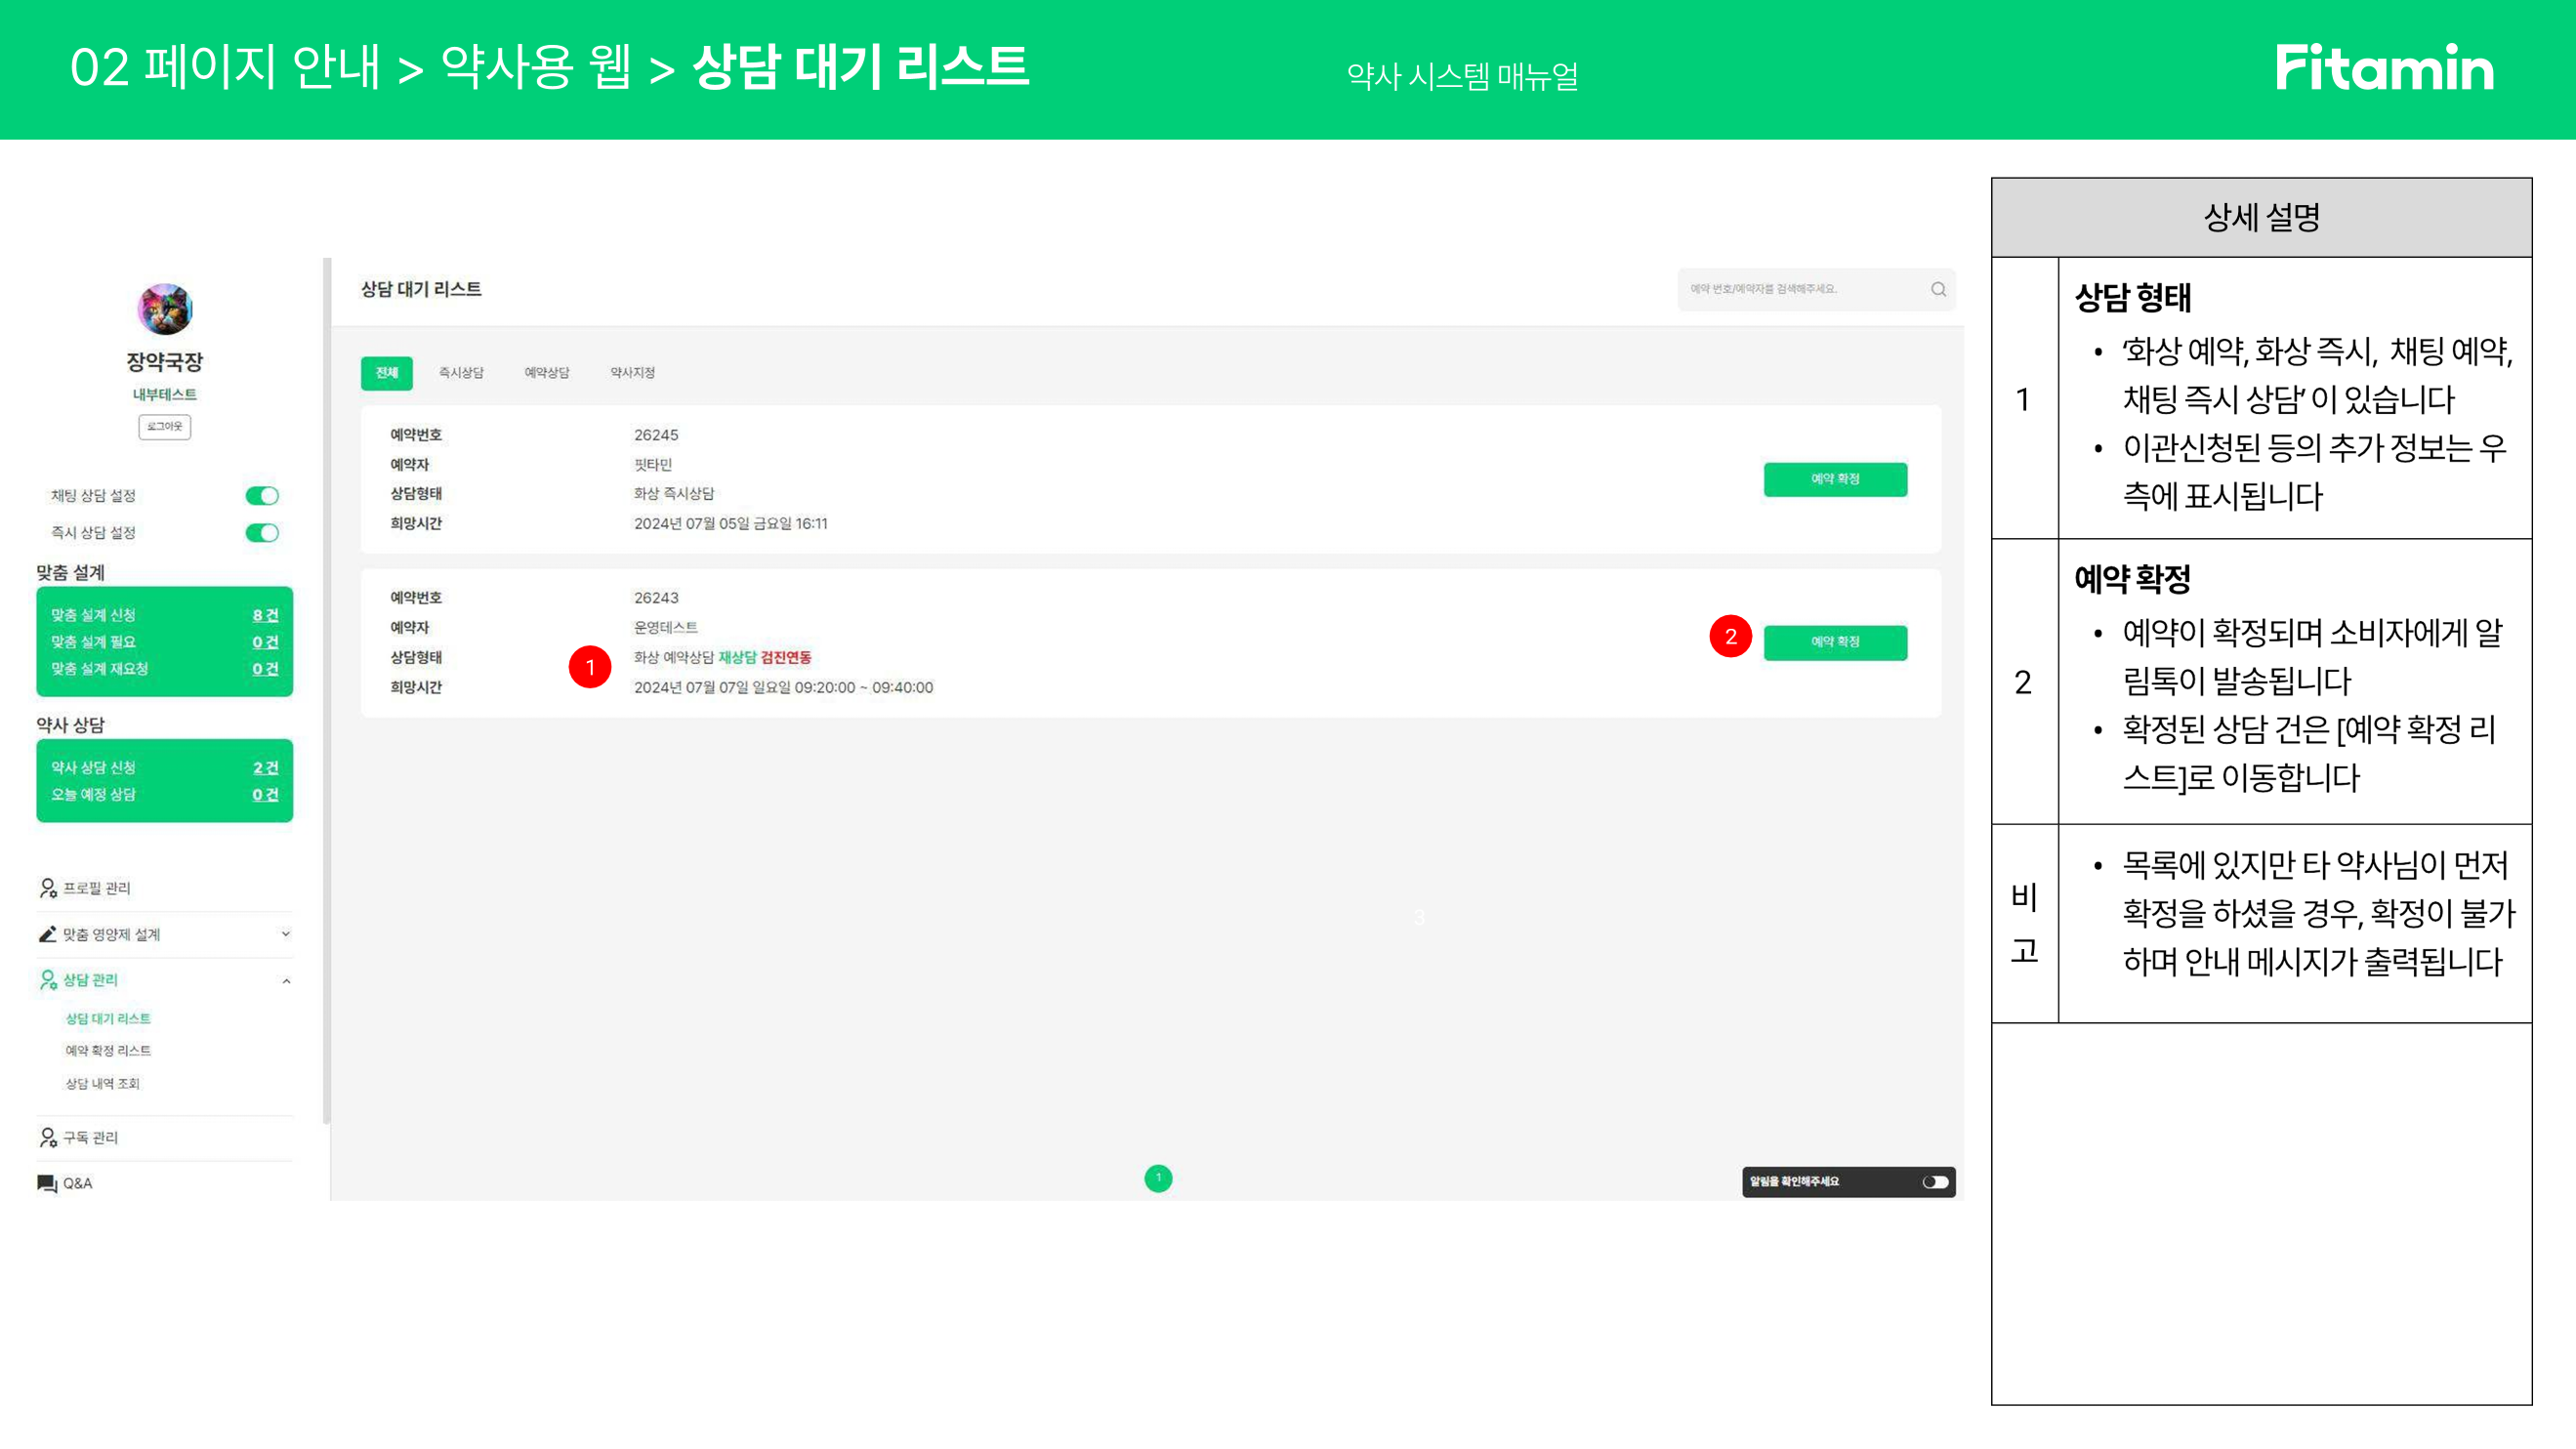 02 페이지 안내 > 약사용 웹 > 상담 대기 리스트
약사 시스템 매뉴얼
Fitamin
장약국장
내부테스트
로그아웃
채팅 상담 설정
즉시 상담 설정
맞춤 설계
맞춤 설계 신청 8 건
맞춤 설계 필요 0 건
맞춤 설계 재요청 0 건
약사 상담
약사 상담 신청 2 건
오늘 예정 상담 0 건
프로필 관리
맞춤 영양제 설계
상담 관리
상담 대기 리스트
예약 확정 리스트
상담 내역 조회
구독 관리
Q&A
상담 대기 리스트
예약 번호/예약자를 검색해주세요.
전체 즉시상담 예약상담 약사지정
예약번호 26245
예약자 핏타민
상담형태 화상 즉시상담
희망시간 2024년 07월 05일 금요일 16:11
예약 확정
예약번호 26243
예약자 운영테스트
1
상담형태 화상 예약상담 재상담 검진연동
희망시간 2024년 07월 07일 일요일 09:20:00 ~ 09:40:00
2
예약 확정
3
1
알림을 확인해주세요
상세 설명
1
상담 형태
• ‘화상 예약, 화상 즉시, 채팅 예약,
채팅 즉시 상담’ 이 있습니다
• 이관신청된 등의 추가 정보는 우
측에 표시됩니다
2
예약 확정
• 예약이 확정되며 소비자에게 알
림톡이 발송됩니다
• 확정된 상담 건은 [예약 확정 리
스트]로 이동합니다
비
고
• 목록에 있지만 타 약사님이 먼저
확정을 하셨을 경우, 확정이 불가
하며 안내 메시지가 출력됩니다